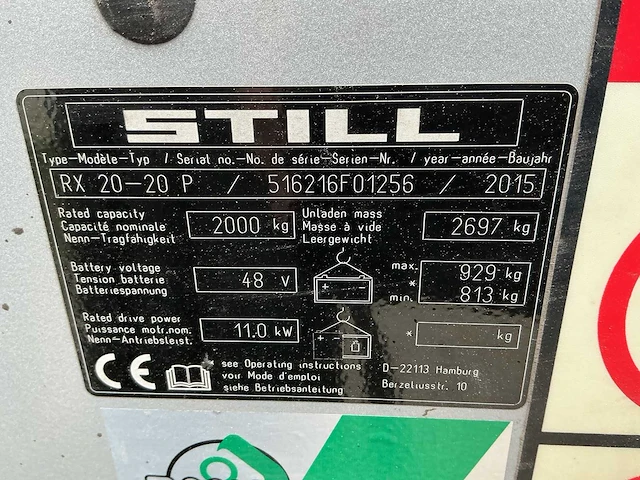 STILL
Type-Modèle-Typ / Serial no.-No. de série-Serien-Nr. / year-année-Baujahr
RX 20-20 P / 516216F01256 / 2015
Rated capacity
Capacité nominale
Nenn-Tragfähigkeit
2000 kg
Unladen mass
Masse à vide
Leergewicht
2697 kg
Battery voltage
Tension batterie
Batteriespannung
48 V
+ -
max. 929 kg
*
min. 813 kg
Rated drive power
Puissance motr.nom.
Nenn-Antriebsleist.
11.0 kW
+
* kg
CE
* see Operating instructions
voir Mode d'emploi
siehe Betriebsanleitung
D-22113 Hamburg
Berzeliusstr. 10